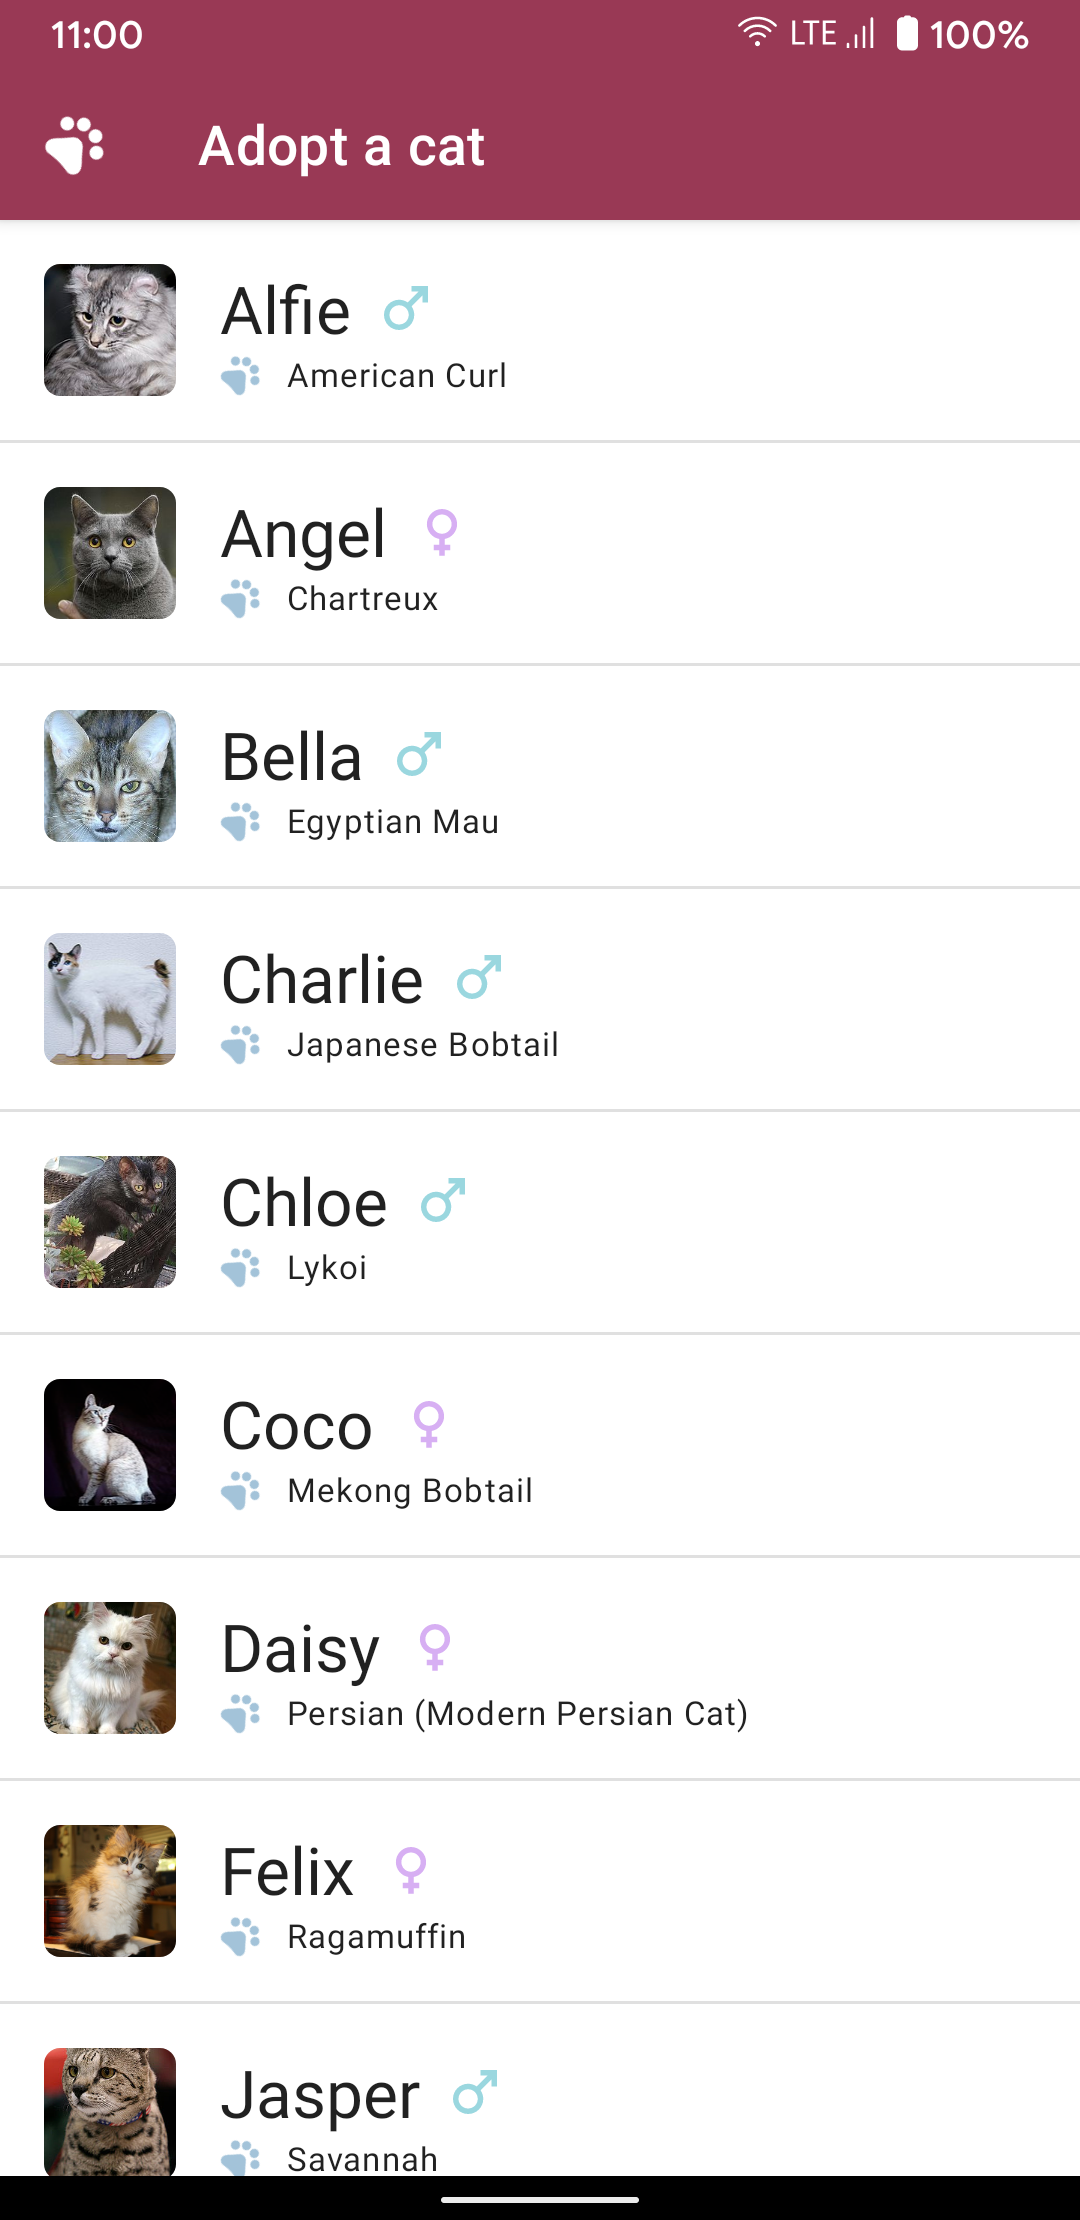 11:00 LTE 100%
Adopt a cat
Alfie
American Curl
Angel
Chartreux
Bella
Egyptian Mau
Charlie
Japanese Bobtail
Chloe
Lykoi
Coco
Mekong Bobtail
Daisy
Persian (Modern Persian Cat)
Felix
Ragamuffin
Jasper
Savannah